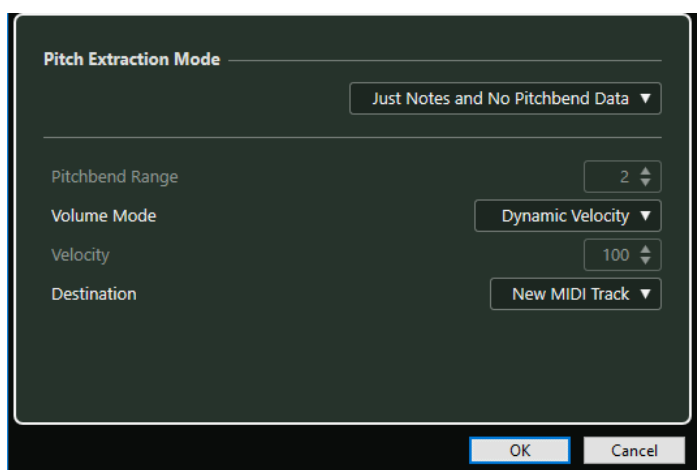 Pitch Extraction Mode
Just Notes and No Pitchbend Data
Pitchbend Range 2
Volume Mode Dynamic Velocity
Velocity 100
Destination New MIDI Track
OK Cancel